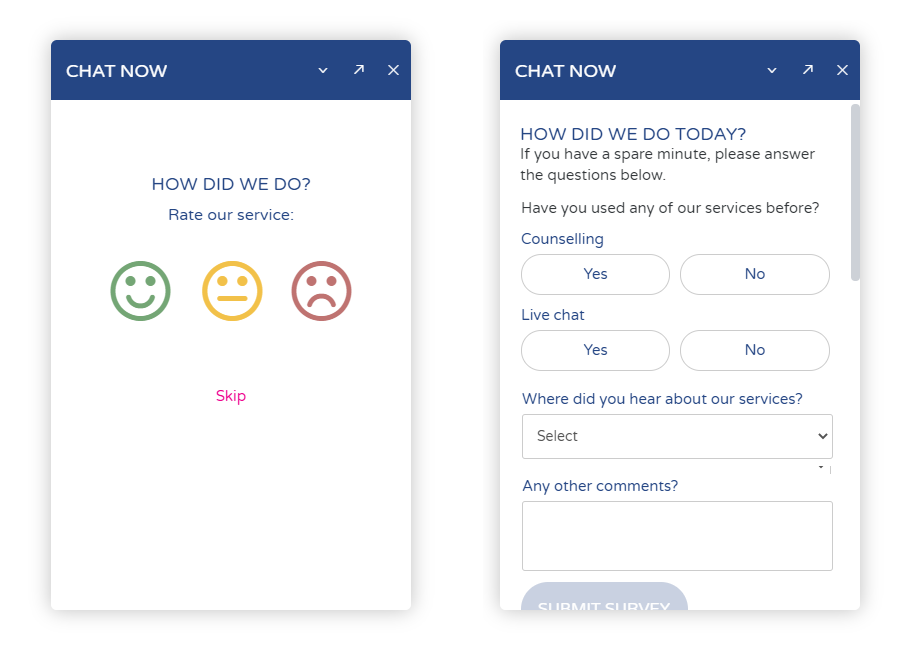 CHAT NOW
HOW DID WE DO?
Rate our service:
Skip
CHAT NOW
HOW DID WE DO TODAY?
If you have a spare minute, please answer
the questions below.
Have you used any of our services before?
Counselling
Yes No
Live chat
Yes No
Where did you hear about our services?
Select
Any other comments?
SUBMIT SURVEY